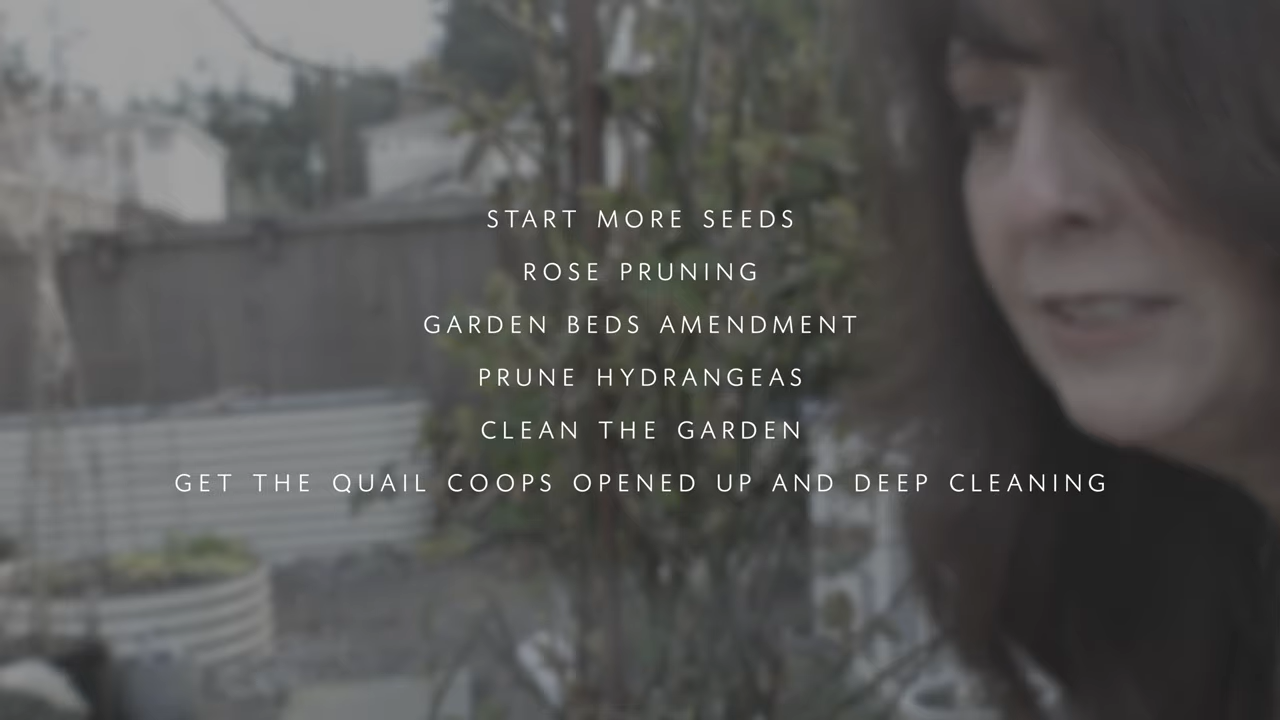 START MORE SEEDS
ROSE PRUNING
GARDEN BEDS AMENDMENT
PRUNE HYDRANGEAS
CLEAN THE GARDEN
GET THE QUAIL COOPS OPENED UP AND DEEP CLEANING